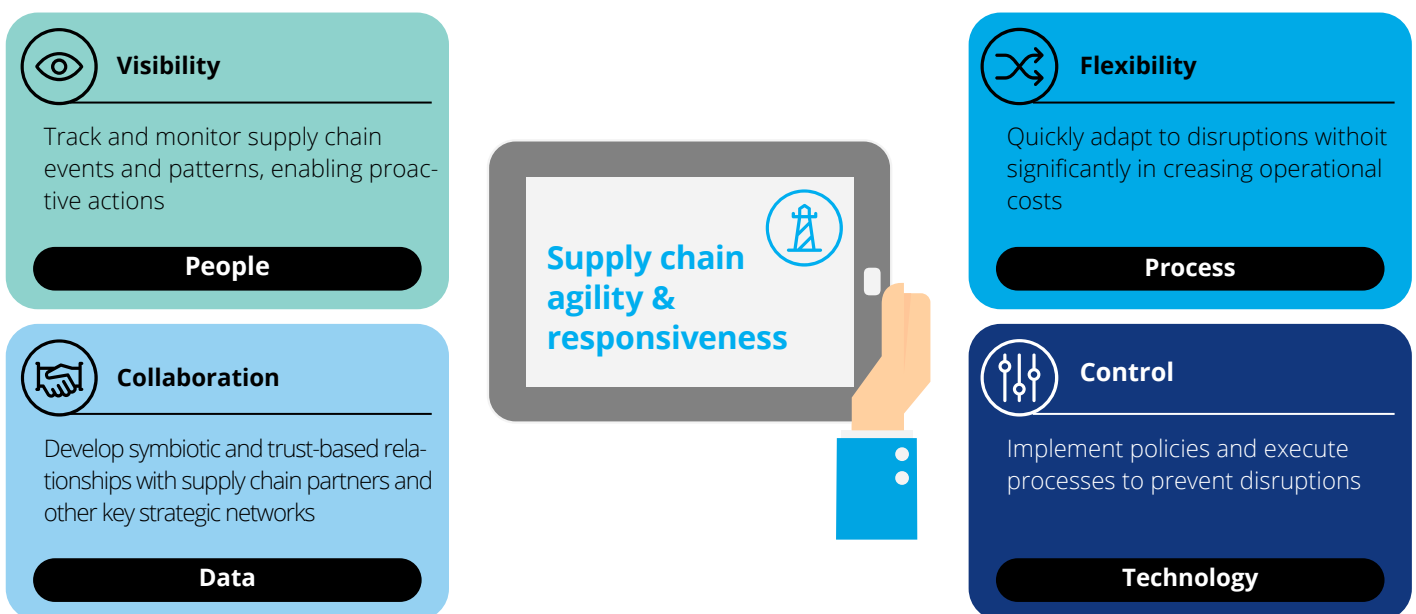 Visibility
Track and monitor supply chain
events and patterns, enabling proac-
tive actions
People
Collaboration
Develop symbiotic and trust-based rela-
tionships with supply chain partners and
other key strategic networks
Data
Supply chain
agility &
responsiveness
Flexibility
Quickly adapt to disruptions withoit
significantly in creasing operational
costs
Process
Control
Implement policies and execute
processes to prevent disruptions
Technology